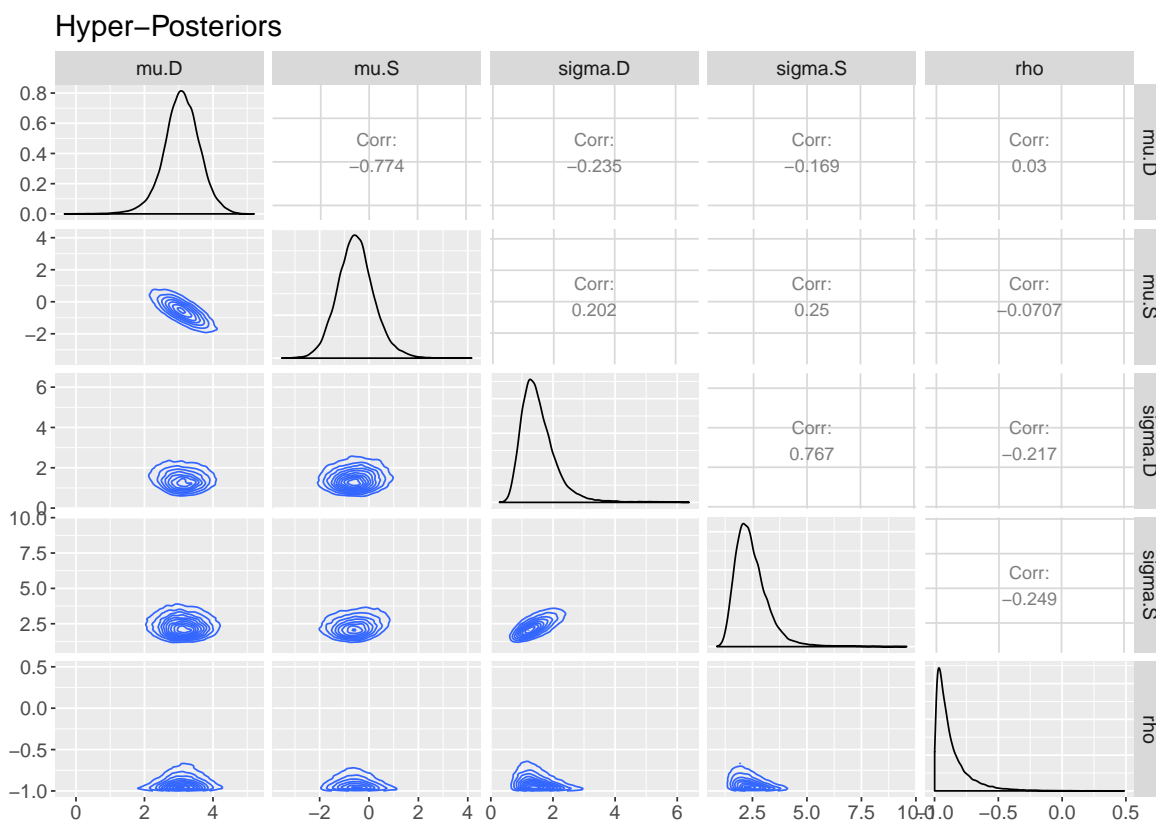 Hyper−Posteriors
mu.D
mu.S
sigma.D
sigma.S
rho
0.8
0.6
0.4
0.2
0.0
Corr:
−0.774
Corr:
−0.235
Corr:
−0.169
Corr:
0.03
mu.D
4
2
0
−2
Corr:
0.202
Corr:
0.25
Corr:
−0.0707
mu.S
6
4
2
0
Corr:
0.767
Corr:
−0.217
sigma.D
10.0
7.5
5.0
2.5
Corr:
−0.249
sigma.S
0.5
0.0
−0.5
−1.0
rho
0 2 4
−2 0 2 4
0 2 4 6
2.5 5.0 7.5 10.0
−1.0 −0.5 0.0 0.5